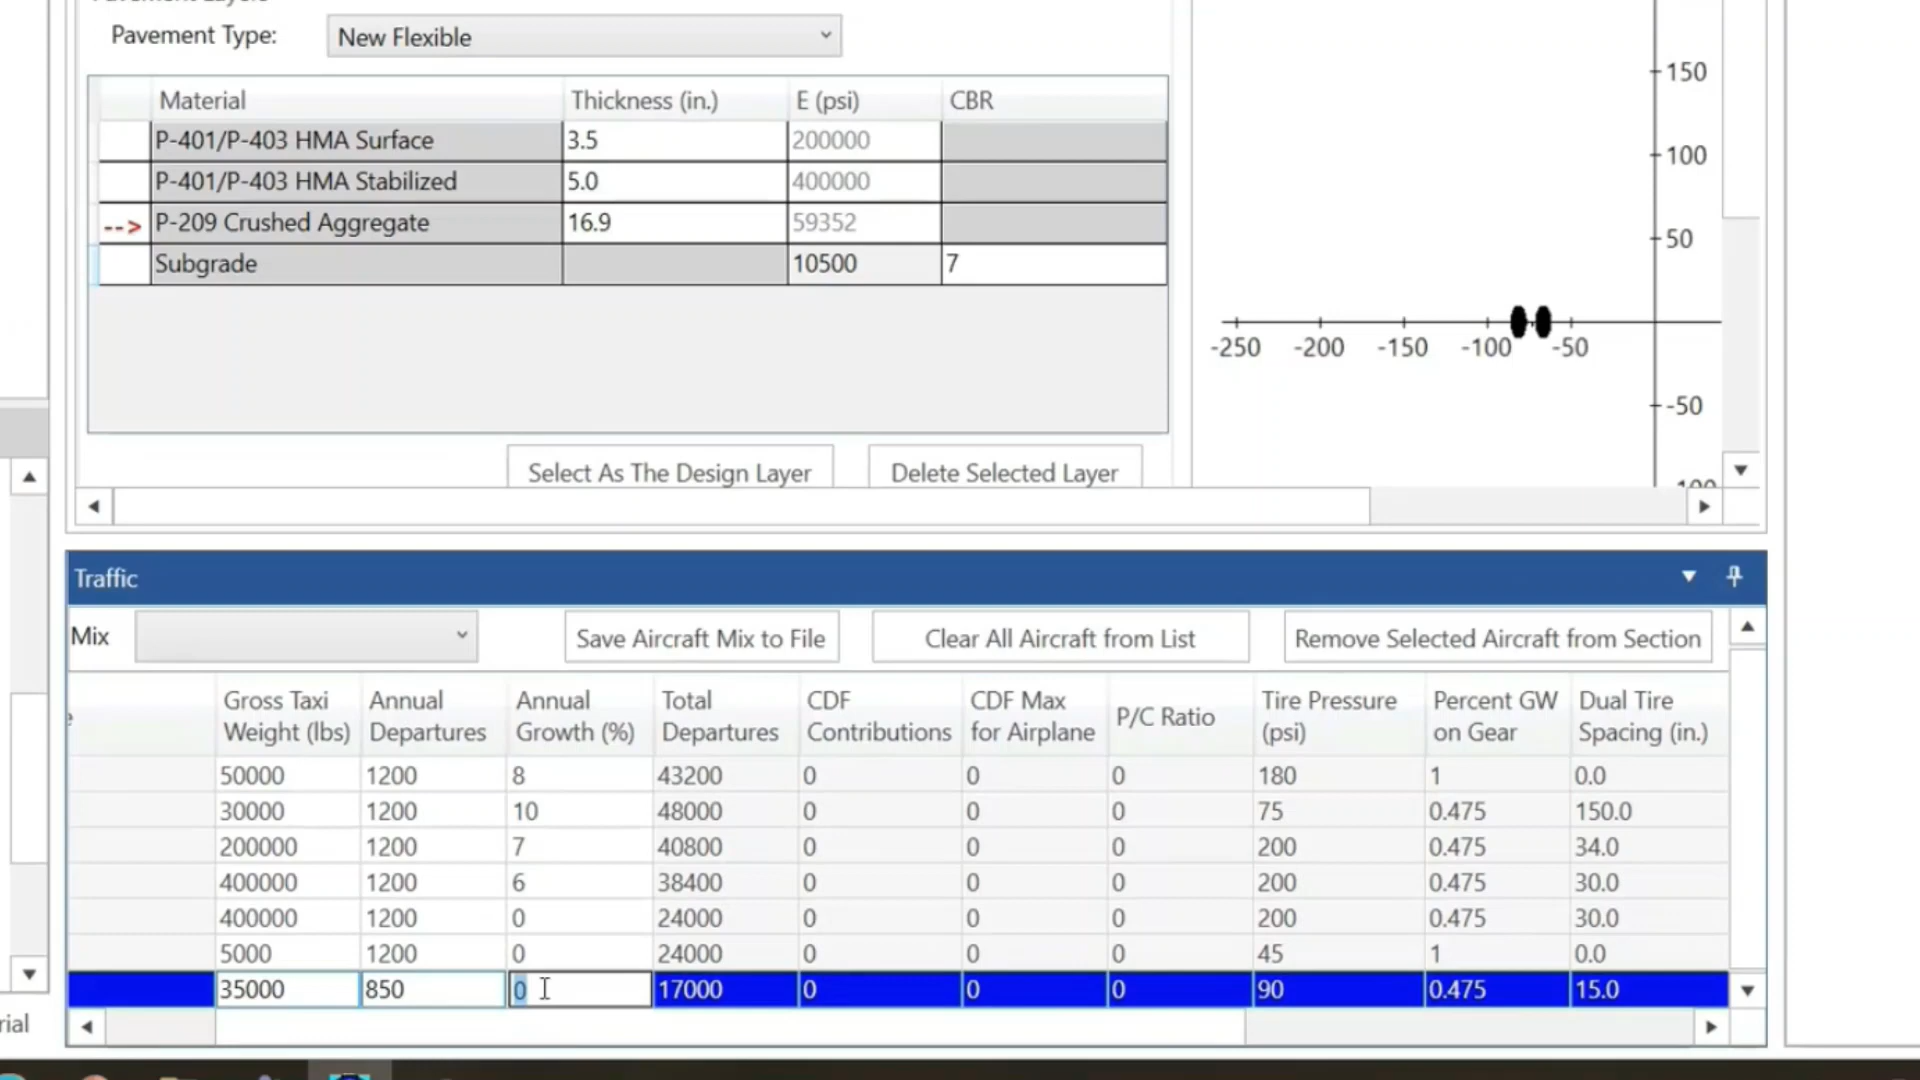 Pavement Layers
Pavement Type: New Flexible
Material Thickness (in.) E (psi) CBR
P-401/P-403 HMA Surface 3.5 200000
P-401/P-403 HMA Stabilized 5.0 400000
--> P-209 Crushed Aggregate 16.9 59352
Subgrade 10500 7
Select As The Design Layer Delete Selected Layer
150
100
50
-250 -200 -150 -100 -50
-50
Traffic
Mix Save Aircraft Mix to File Clear All Aircraft from List Remove Selected Aircraft from Section
e Gross Taxi Weight (lbs) Annual Departures Annual Growth (%) Total Departures CDF Contributions CDF Max for Airplane P/C Ratio Tire Pressure (psi) Percent GW on Gear Dual Tire Spacing (in.)
50000 1200 8 43200 0 0 0 180 1 0.0
30000 1200 10 48000 0 0 0 75 0.475 150.0
200000 1200 7 40800 0 0 0 200 0.475 34.0
400000 1200 6 38400 0 0 0 200 0.475 30.0
400000 1200 0 24000 0 0 0 200 0.475 30.0
5000 1200 0 24000 0 0 0 45 1 0.0
35000 850 0 17000 0 0 0 90 0.475 15.0
rial